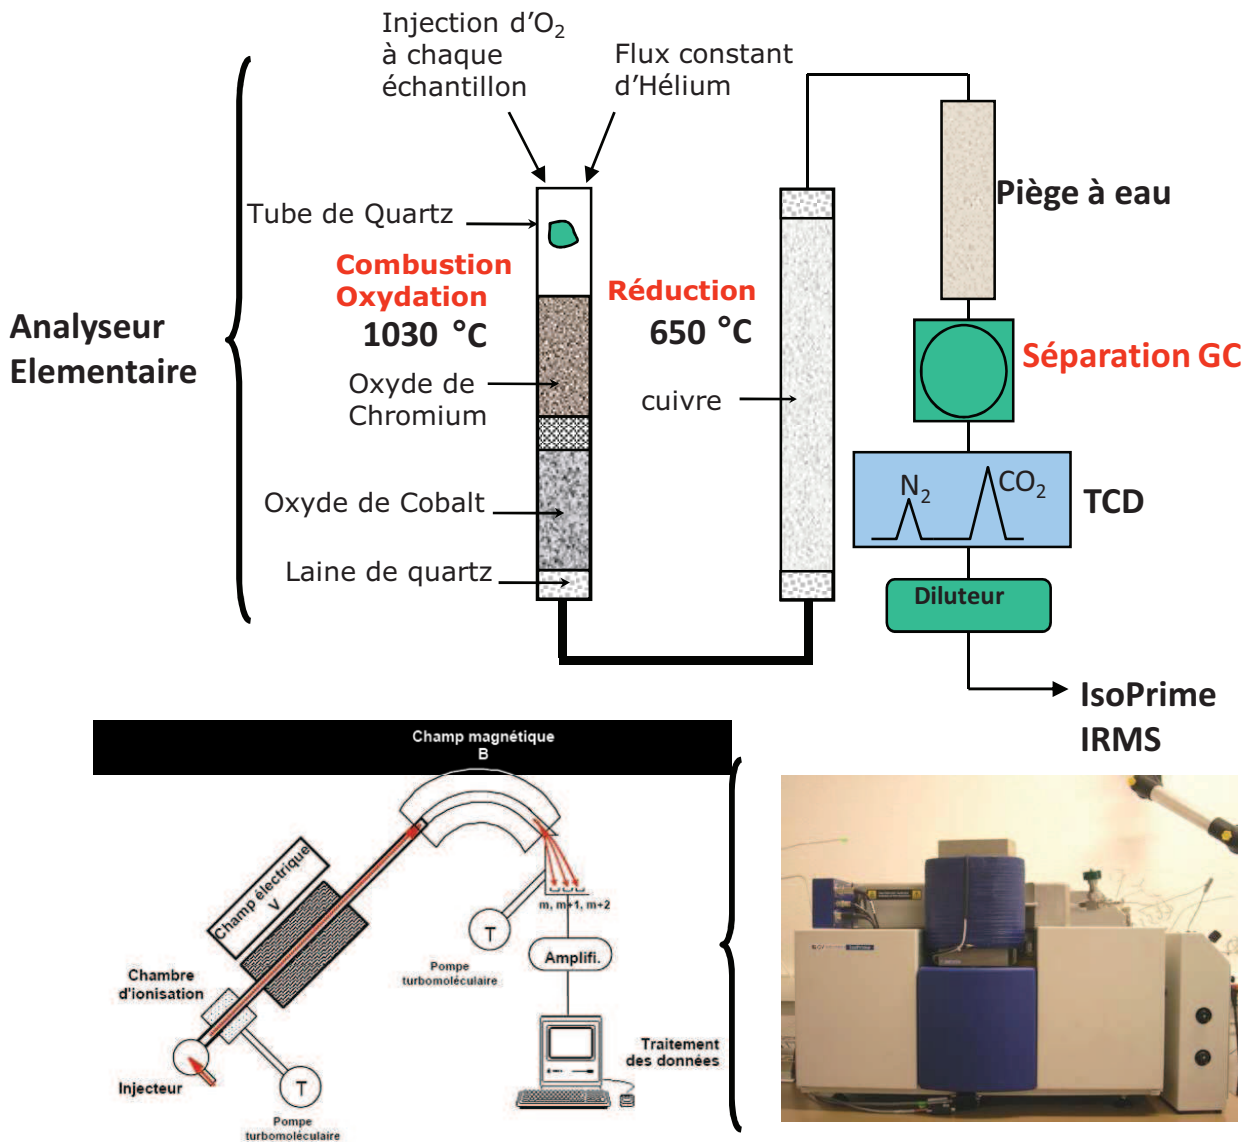 Injection d'O2
à chaque
échantillon
Flux constant
d'Hélium
Tube de Quartz
Combustion
Oxydation
1030 °C
Réduction
650 °C
Piège à eau
Analyseur
Elementaire
Séparation GC
Oxyde de
Chromium
cuivre
N2
CO2
TCD
Oxyde de Cobalt
Laine de quartz
Diluteur
IsoPrime
IRMS
Champ magnétique
B
Champ électrique
V
m, m+1, m+2
T
Amplifi.
Pompe
turbomoléculaire
Chambre
d'ionisation
Traitement
des données
Injecteur
T
Pompe
turbomoléculaire